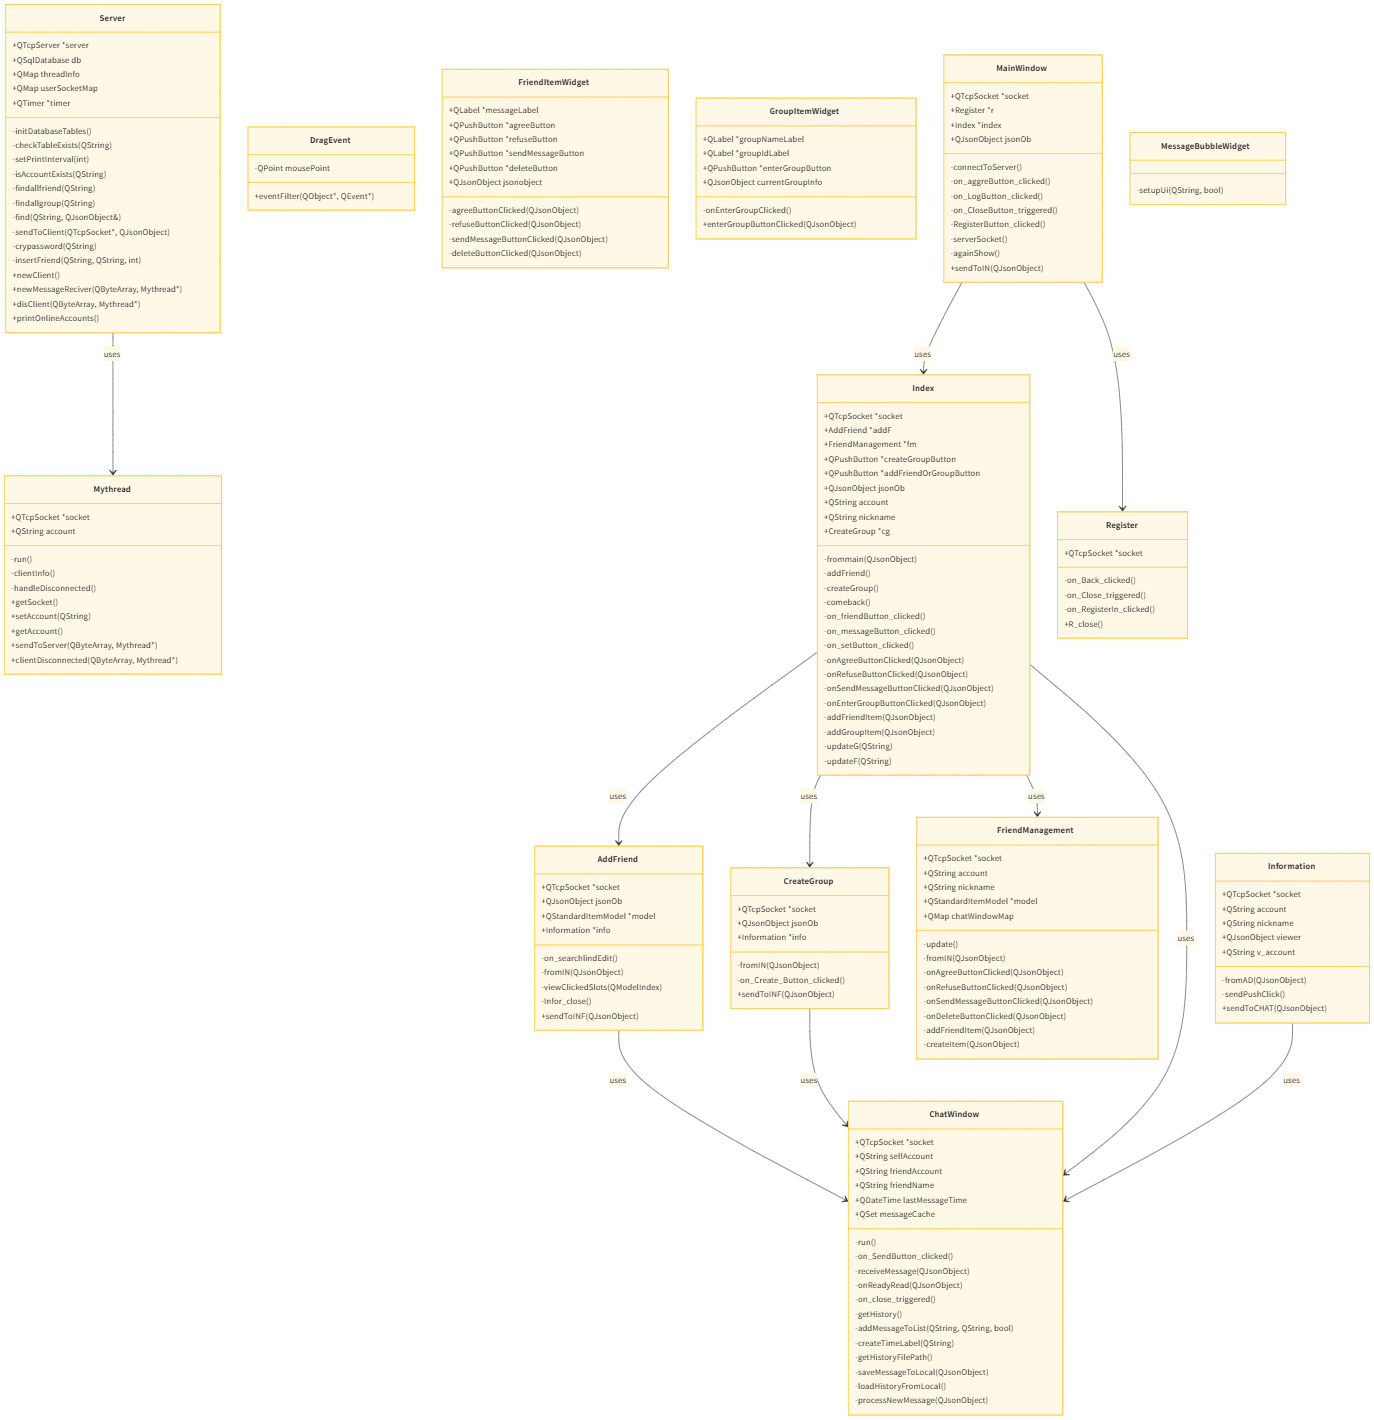 Server
+QTcpServer *server
+QSqlDatabase db
+QMap threadInfo
+QMap userSocketMap
+QTimer *timer
-initDatabaseTables()
-checkTableExists(QString)
-setPrintInterval(int)
-isAccountExists(QString)
-findallfriend(QString)
-findallgroup(QString)
-find(QString, QJsonObject&)
-sendToClient(QTcpSocket*, QJsonObject)
-crypassword(QString)
-insertFriend(QString, QString, int)
+newClient()
+newMessageReciver(QByteArray, Mythread*)
+disClient(QByteArray, Mythread*)
+printOnlineAccounts()
DragEvent
-QPoint mousePoint
+eventFilter(QObject*, QEvent*)
FriendItemWidget
+QLabel *messageLabel
+QPushButton *agreeButton
+QPushButton *refuseButton
+QPushButton *sendMessageButton
+QPushButton *deleteButton
+QJsonObject jsonobject
-agreeButtonClicked(QJsonObject)
-refuseButtonClicked(QJsonObject)
-sendMessageButtonClicked(QJsonObject)
-deleteButtonClicked(QJsonObject)
GroupItemWidget
+QLabel *groupNameLabel
+QLabel *groupIdLabel
+QPushButton *enterGroupButton
+QJsonObject currentGroupInfo
-onEnterGroupClicked()
+enterGroupButtonClicked(QJsonObject)
MainWindow
+QTcpSocket *socket
+Register *r
+Index *index
+QJsonObject jsonOb
-connectToServer()
-on_aggreButton_clicked()
-on_LogButton_clicked()
-on_CloseButton_triggered()
-RegisterButton_clicked()
-serverSocket()
-againShow()
+sendToIN(QJsonObject)
MessageBubbleWidget
-setupUi(QString, bool)
uses
uses
uses
Mythread
+QTcpSocket *socket
+QString account
-run()
-clientInfo()
-handleDisconnected()
+getSocket()
+setAccount(QString)
+getAccount()
+sendToServer(QByteArray, Mythread*)
+clientDisconnected(QByteArray, Mythread*)
Index
+QTcpSocket *socket
+AddFriend *addF
+FriendManagement *fm
+QPushButton *createGroupButton
+QPushButton *addFriendOrGroupButton
+QJsonObject jsonOb
+QString account
+QString nickname
+CreateGroup *cg
-frommain(QJsonObject)
-addFriend()
-createGroup()
-comeback()
-on_friendButton_clicked()
-on_messageButton_clicked()
-on_setButton_clicked()
-onAgreeButtonClicked(QJsonObject)
-onRefuseButtonClicked(QJsonObject)
-onSendMessageButtonClicked(QJsonObject)
-onEnterGroupButtonClicked(QJsonObject)
-addFriendItem(QJsonObject)
-addGroupItem(QJsonObject)
-updateG(QString)
-updateF(QString)
Register
+QTcpSocket *socket
-on_Back_clicked()
-on_Close_triggered()
-on_RegisterIn_clicked()
+R_close()
uses
uses
uses
uses
AddFriend
+QTcpSocket *socket
+QJsonObject jsonOb
+QStandardItemModel *model
+Information *info
-on_searchlindEdit()
-fromIN(QJsonObject)
-viewClickedSlots(QModelIndex)
-Infor_close()
+sendToINF(QJsonObject)
CreateGroup
+QTcpSocket *socket
+QJsonObject jsonOb
+Information *info
-fromIN(QJsonObject)
-on_Create_Button_clicked()
+sendToINF(QJsonObject)
FriendManagement
+QTcpSocket *socket
+QString account
+QString nickname
+QStandardItemModel *model
+QMap chatWindowMap
-update()
-fromIN(QJsonObject)
-onAgreeButtonClicked(QJsonObject)
-onRefuseButtonClicked(QJsonObject)
-onSendMessageButtonClicked(QJsonObject)
-onDeleteButtonClicked(QJsonObject)
-addFriendItem(QJsonObject)
-createItem(QJsonObject)
Information
+QTcpSocket *socket
+QString account
+QString nickname
+QJsonObject viewer
+QString v_account
-fromAD(QJsonObject)
-sendPushClick()
+sendToCHAT(QJsonObject)
uses
uses
uses
ChatWindow
+QTcpSocket *socket
+QString selfAccount
+QString friendAccount
+QString friendName
+QDateTime lastMessageTime
+QSet messageCache
-run()
-on_SendButton_clicked()
-receiveMessage(QJsonObject)
-onReadyRead(QJsonObject)
-on_close_triggered()
-getHistory()
-addMessageToList(QString, QString, bool)
-createTimeLabel(QString)
-getHistoryFilePath()
-saveMessageToLocal(QJsonObject)
-loadHistoryFromLocal()
-processNewMessage(QJsonObject)